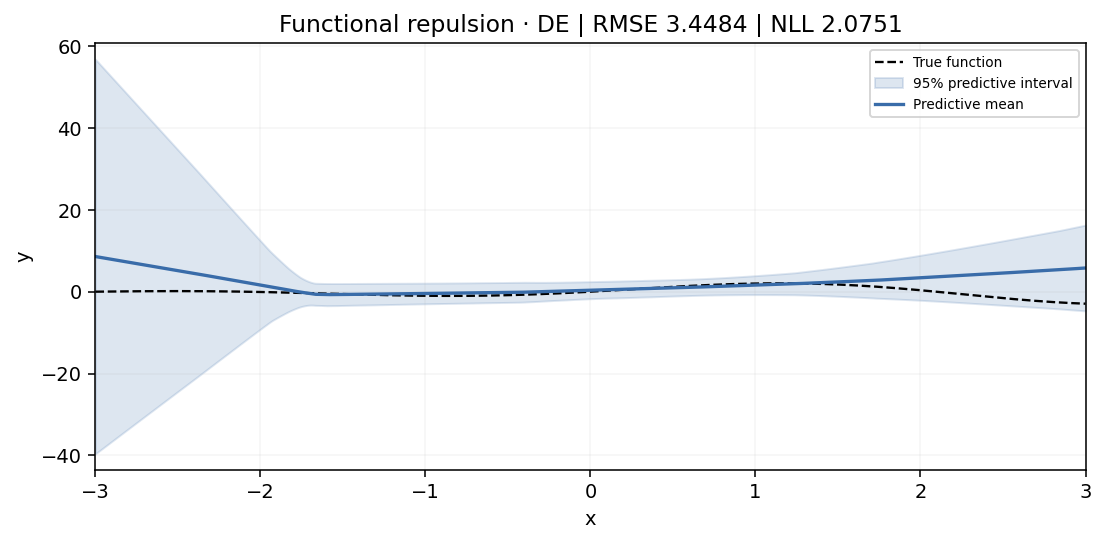 Functional repulsion · DE | RMSE 3.4484 | NLL 2.0751
True function
95% predictive interval
Predictive mean
60
40
20
0
−20
−40
y
−3
−2
−1
0
1
2
3
x